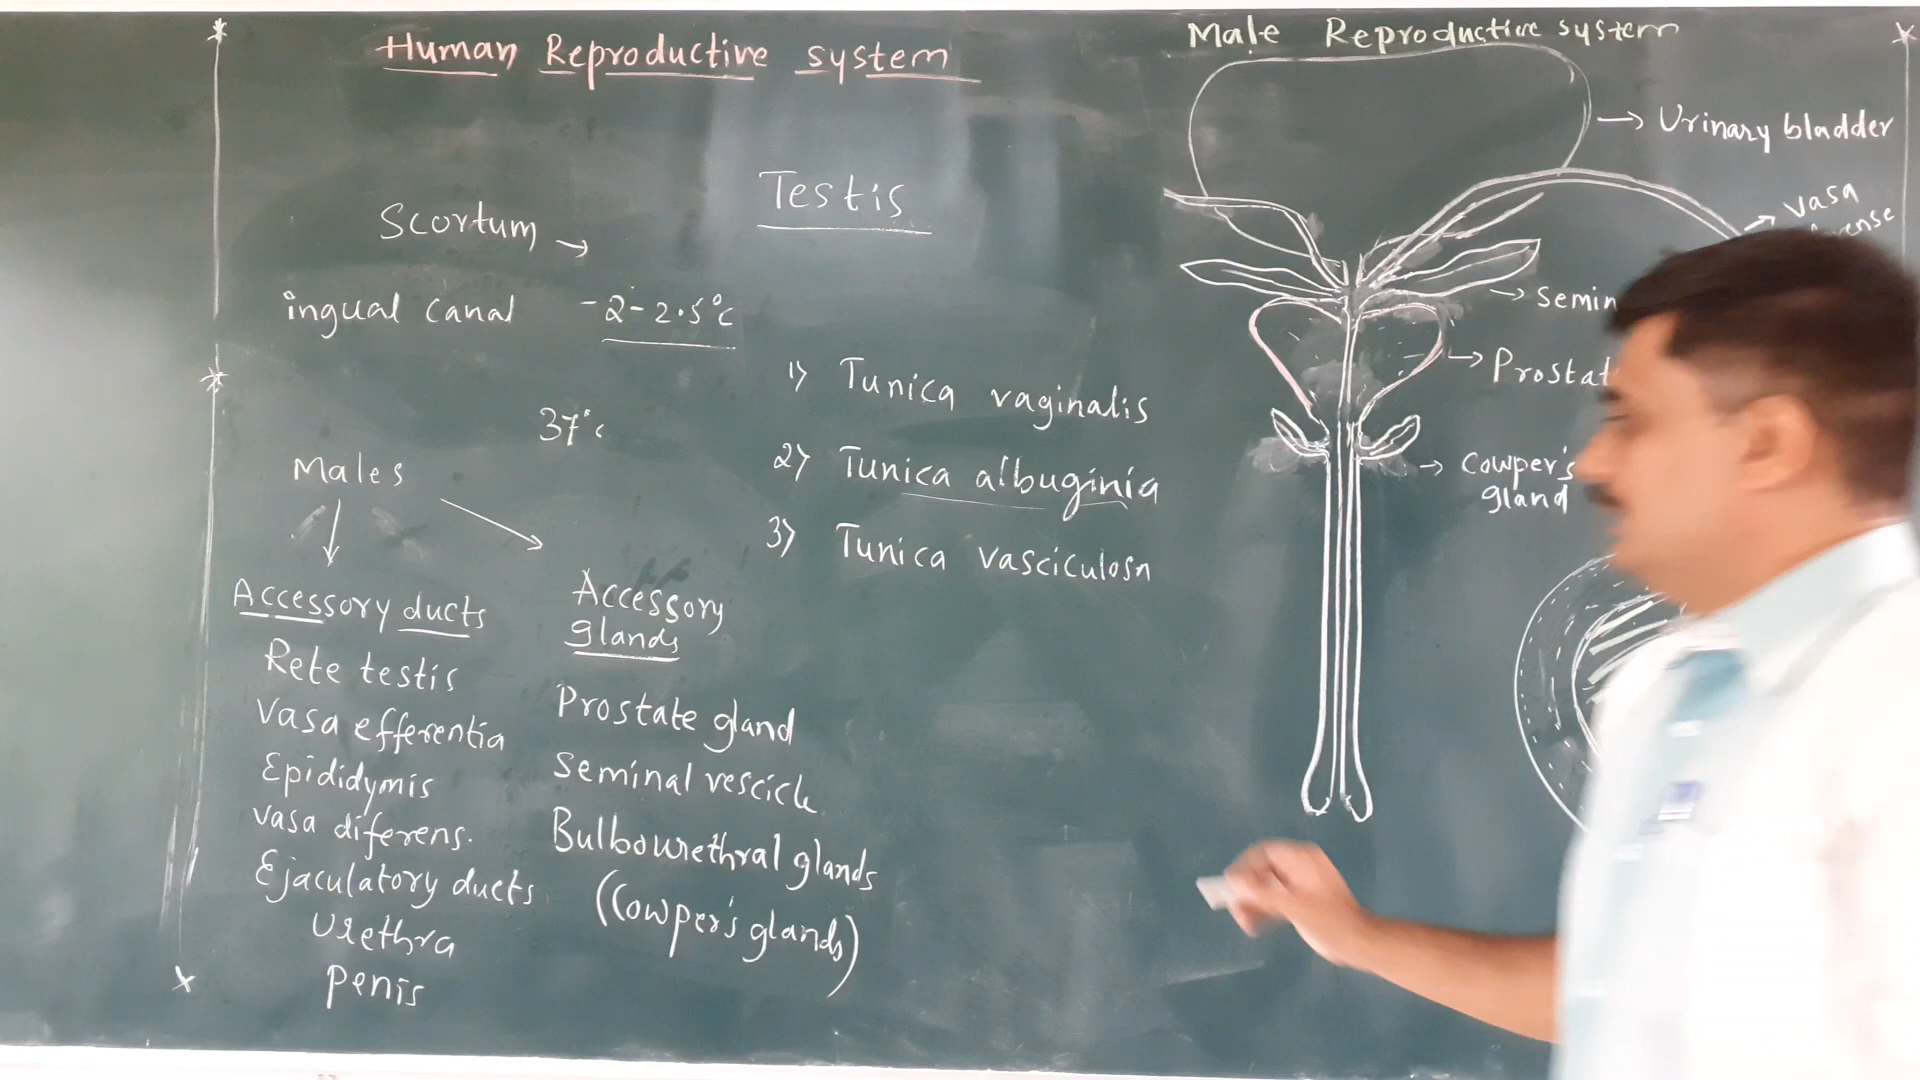 Human Reproductive system
Testis
Scortum →
ingual canal -2-2.5°c
37°c
1) Tunica vaginalis
2) Tunica albuginia
3) Tunica vasciculosa
Males
Accessory ducts
Rete testis
Vasa efferentia
Epididymis
vasa diferens.
Ejaculatory ducts
Urethra
Penis
Accessory
glands
Prostate gland
Seminal vescicle
Bulbourethral glands
(Cowper's glands)
Male Reproductive system
→ Urinary bladder
→ vasa
→ Semin
→ Prostat
→ Cowper's
gland